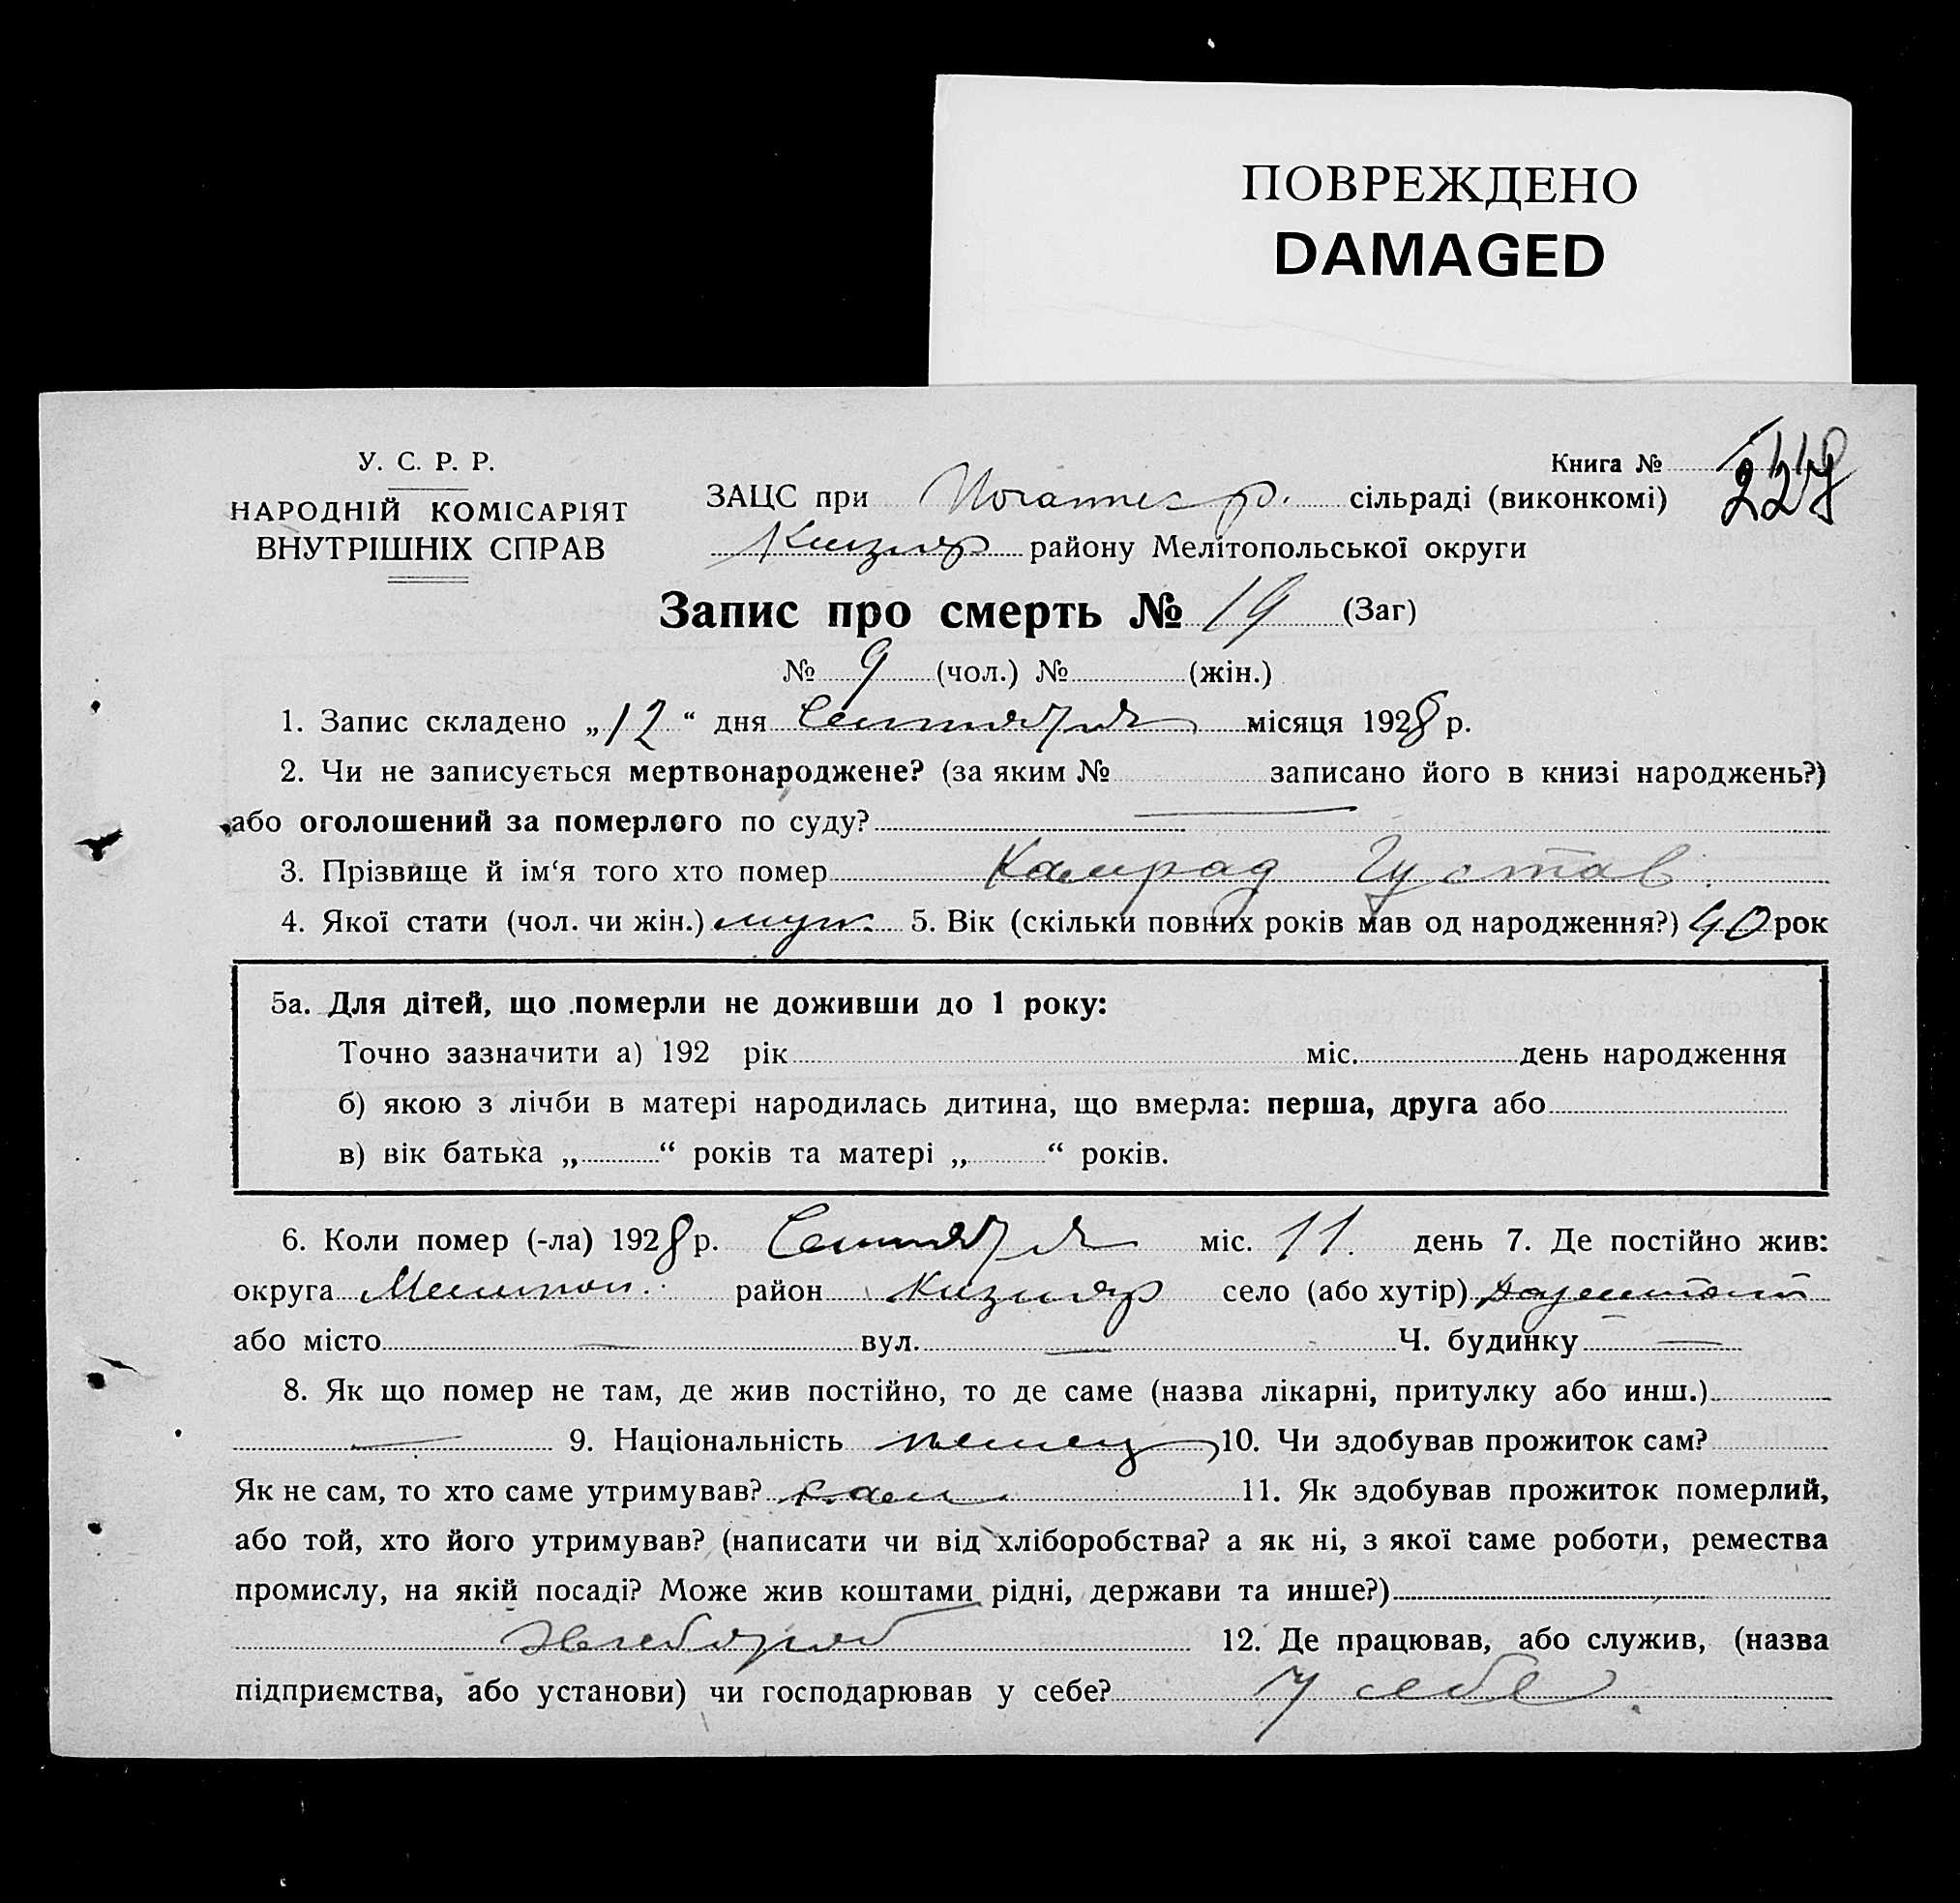 ПОВРЕЖДЕНО
DAMAGED
У. С. Р. Р.
НАРОДНІЙ КОМІСАРІЯТ
ВНУТРІШНІХ СПРАВ
Книга №
ЗАЦС при сільраді (виконкомі)
Кизляр району Мелітопольської округи
Запис про смерть № 19 (Заг)
№ 9 (чол.) № (жін.)
1. Запис складено „12“ дня Сентября місяця 1928 р.
2. Чи не записується мертвонароджене? (за яким № записано його в книзі народжень?)
або оголошений за померлого по суду? —
3. Прізвище й ім‘я того хто помер Камрад Густав.
4. Якої стати (чол. чи жін.) муж. 5. Вік (скільки повних років мав од народження?) 40 рок
5а. Для дітей, що померли не доживши до 1 року:
Точно зазначити а) 192 рік міс. день народження
б) якою з лічби в матері народилась дитина, що вмерла: перша, друга або
в) вік батька „ “ років та матері „ “ років.
6. Коли помер (-ла) 1928 р. Сентября міс. 11. день 7. Де постійно жив:
округа Мелитоп. район Кизляр село (або хутір)
або місто — вул. — Ч. будинку —
8. Як що помер не там, де жив постійно, то де саме (назва лікарні, притулку або инш.)
— 9. Національність немец 10. Чи здобував прожиток сам?
Як не сам, то хто саме утримував? сам 11. Як здобував прожиток померлий,
або той, хто його утримував? (написати чи від хліборобства? а як ні, з якої саме роботи, ремества
промислу, на якій посаді? Може жив коштами рідні, держави та инше?)
Хлебороб 12. Де працював, або служив, (назва
підприємства, або установи) чи господарював у себе? У себе